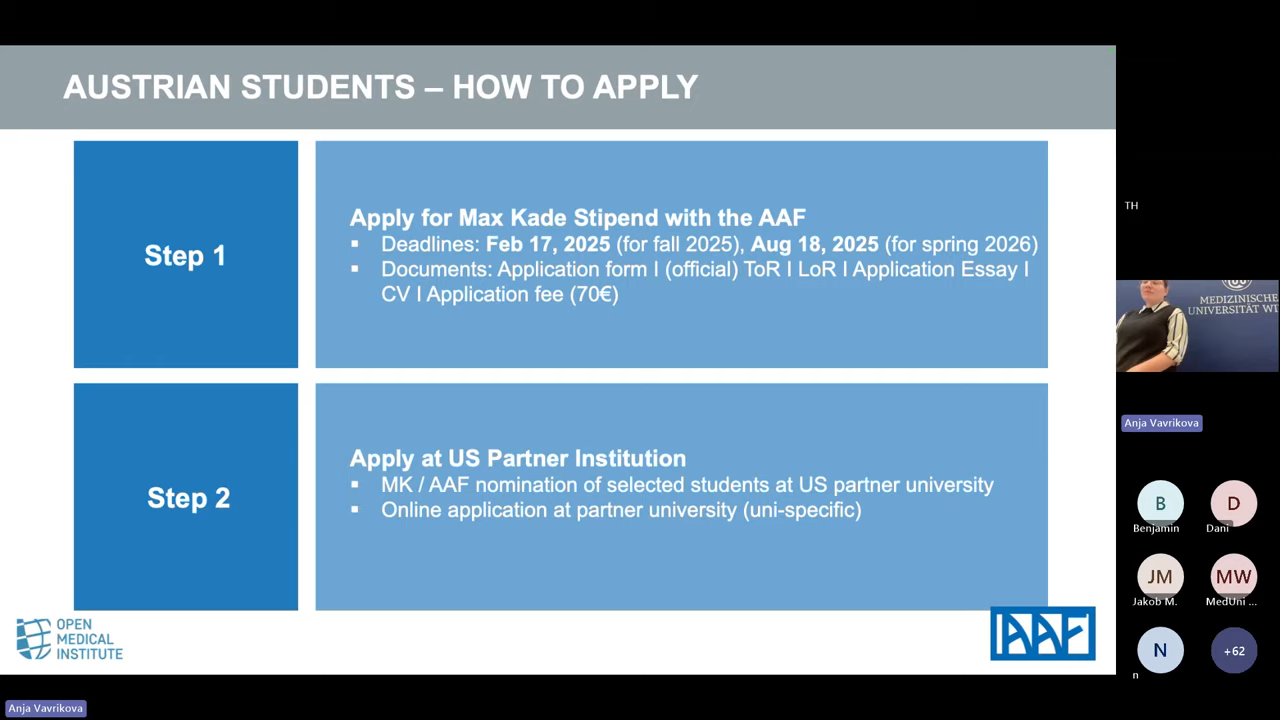 AUSTRIAN STUDENTS – HOW TO APPLY
Step 1
Apply for Max Kade Stipend with the AAF
▪ Deadlines: Feb 17, 2025 (for fall 2025), Aug 18, 2025 (for spring 2026)
▪ Documents: Application form I (official) ToR I LoR I Application Essay I
CV I Application fee (70€)
Step 2
Apply at US Partner Institution
▪ MK / AAF nomination of selected students at US partner university
▪ Online application at partner university (uni-specific)
OPEN
MEDICAL
INSTITUTE
AAF
Anja Vavrikova
TH
MEDIZINISCHE
UNIVERSITÄT WI
Anja Vavrikova
B
Benjamin
D
Dani
JM
Jakob M.
MW
MedUni ...
N
n
+62